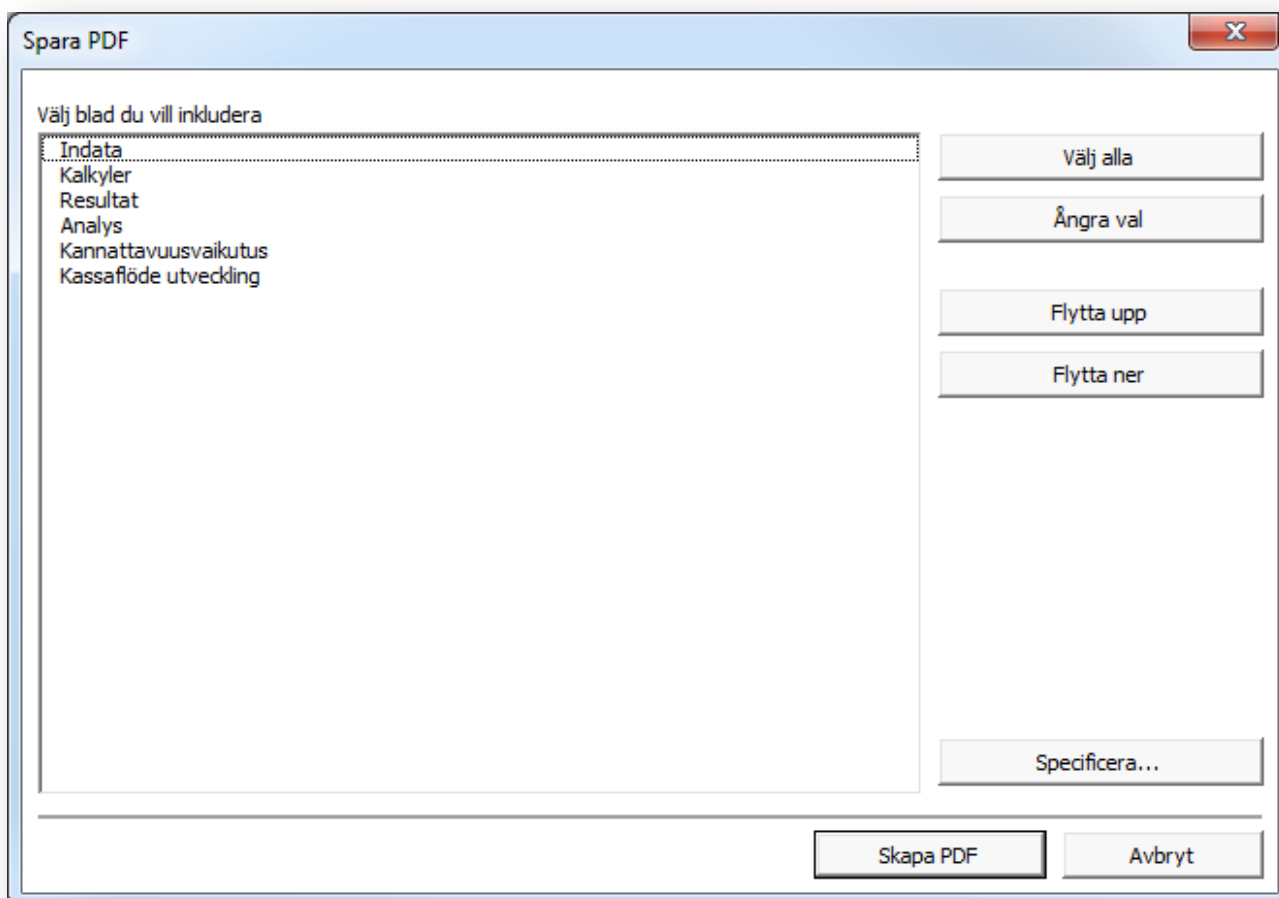 Spara PDF
Välj blad du vill inkludera
Indata
Kalkyler
Resultat
Analys
Kannattavuusvaikutus
Kassaflöde utveckling
Välj alla
Ångra val
Flytta upp
Flytta ner
Specificera...
Skapa PDF
Avbryt